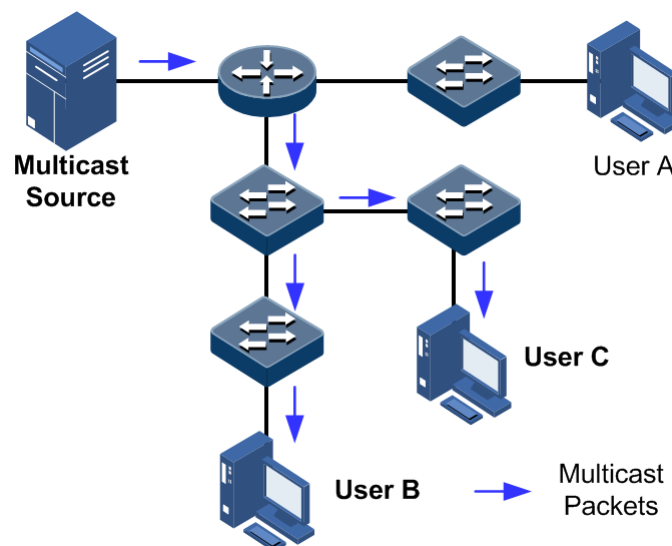 Multicast
Source
User A
User C
User B
Multicast
Packets